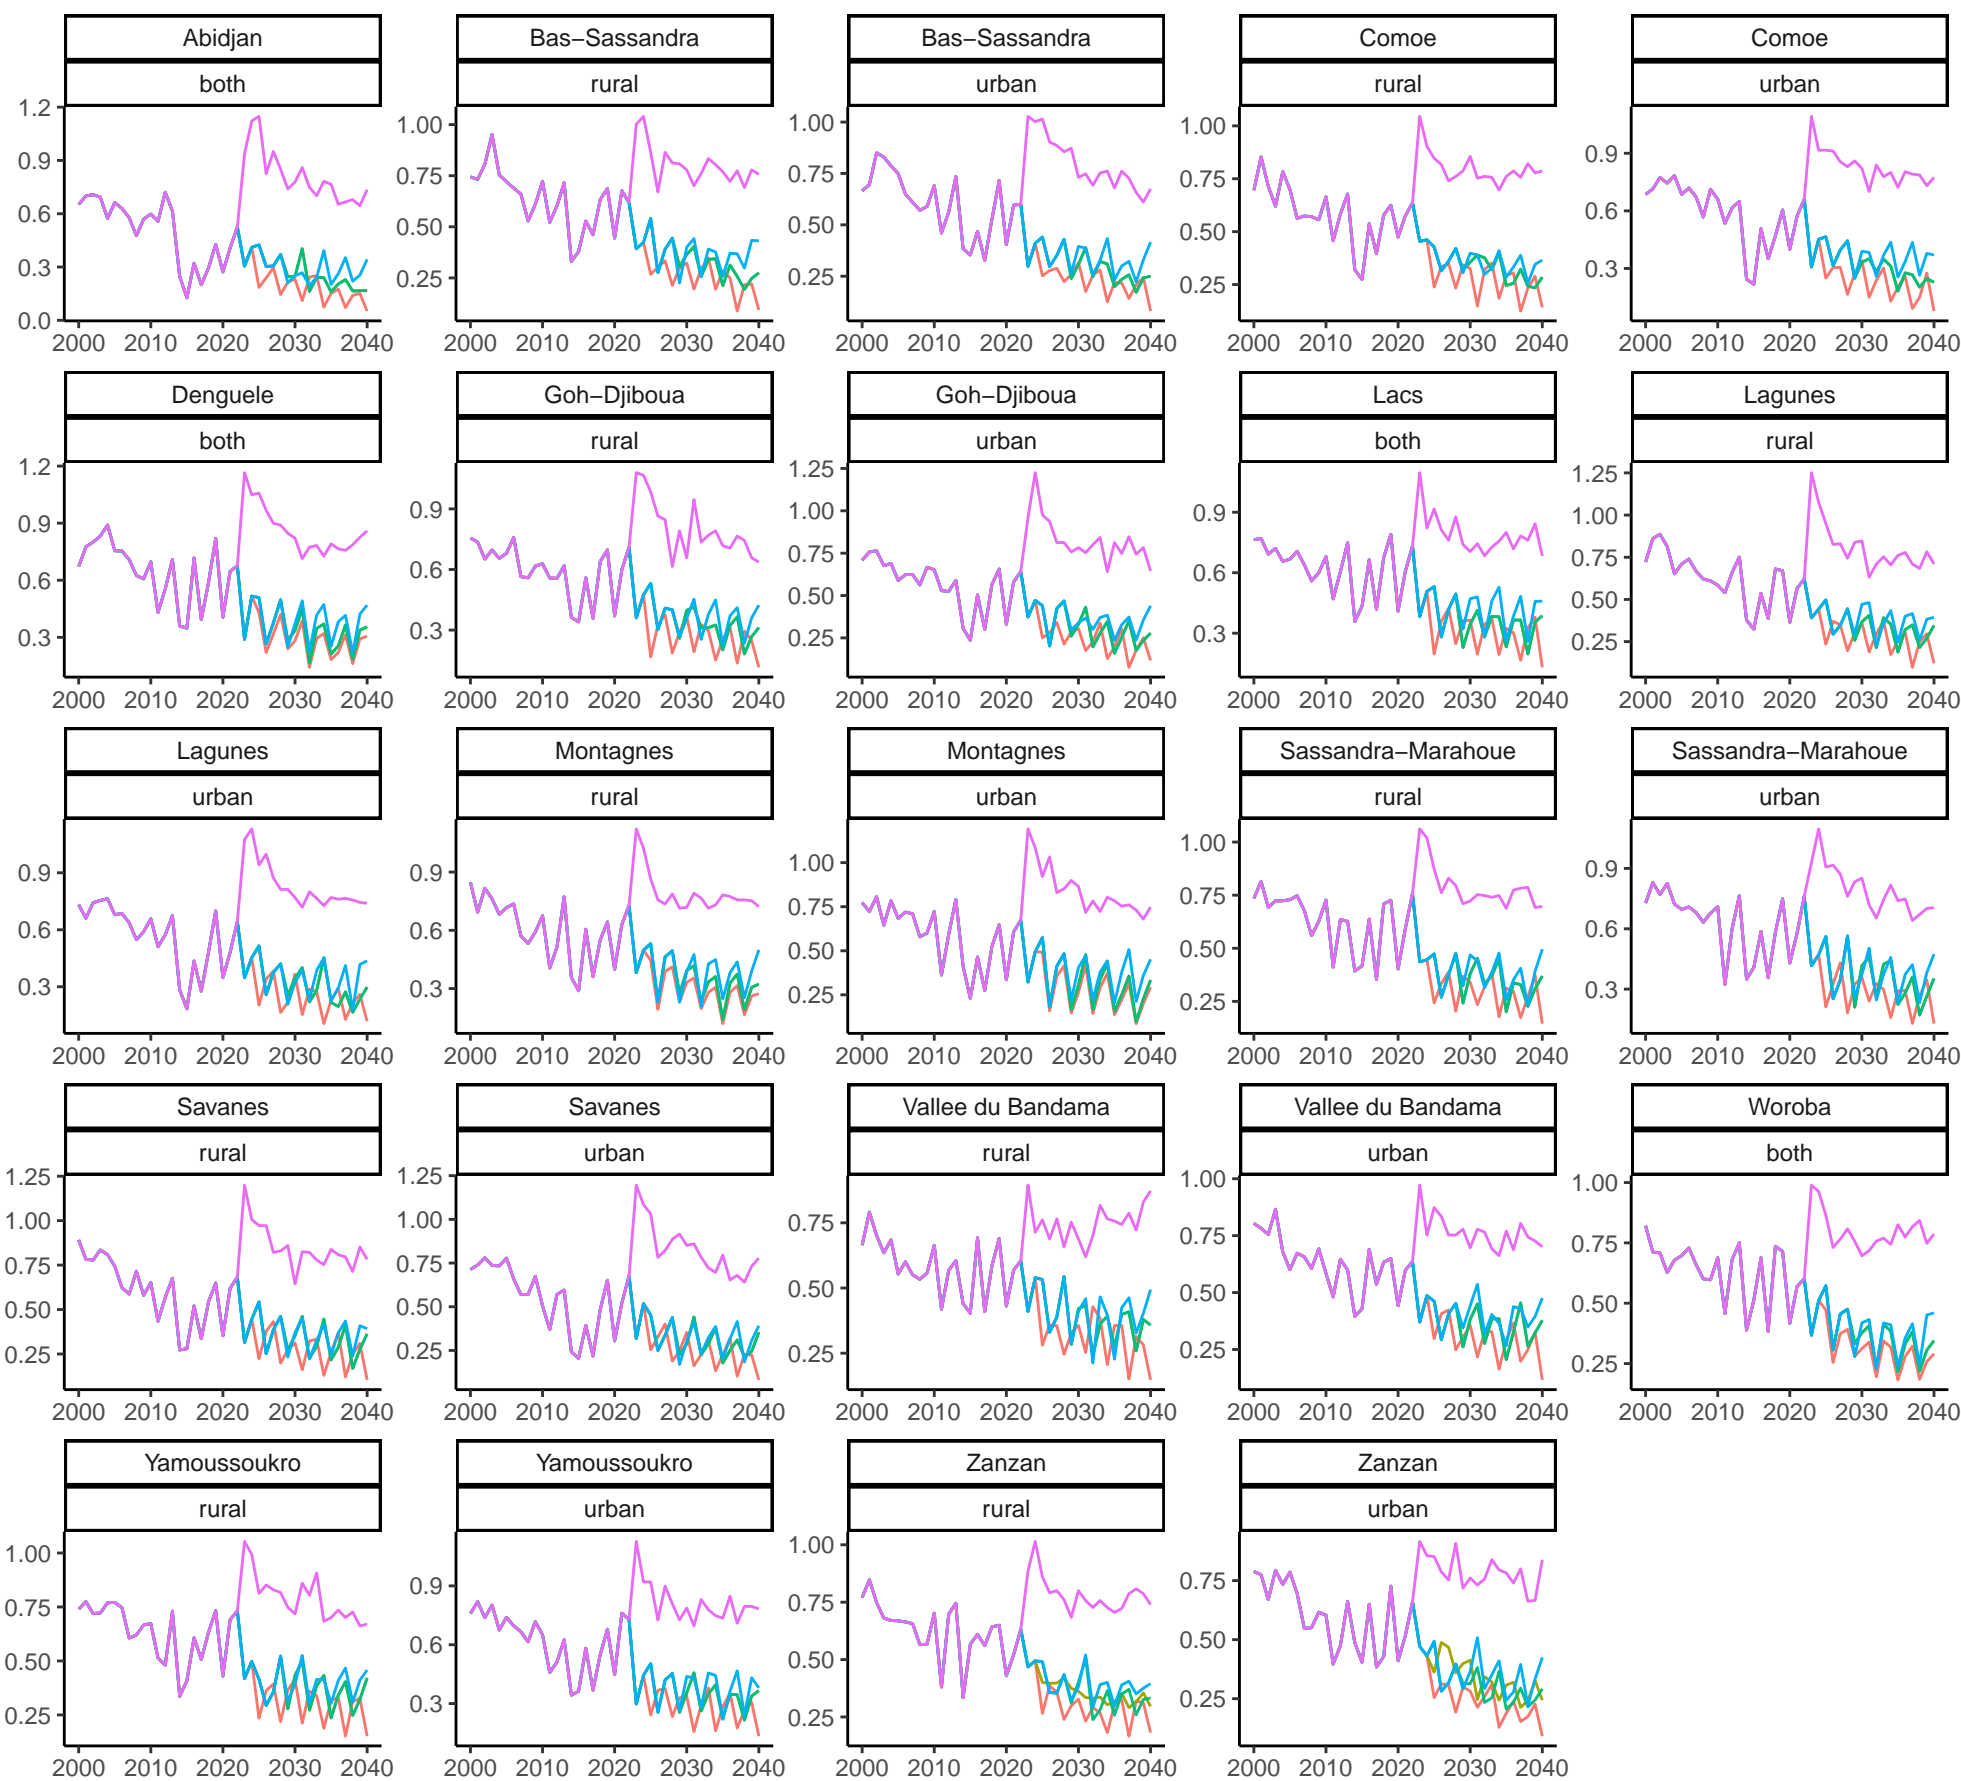 Abidjan Bas−Sassandra Bas−Sassandra Comoe Comoe
both rural urban rural urban
1.2 0.9 0.6 0.3 0.0
1.00 0.75 0.50 0.25
1.00 0.75 0.50 0.25
1.00 0.75 0.50 0.25
0.9 0.6 0.3
2000 2010 2020 2030 2040 2000 2010 2020 2030 2040 2000 2010 2020 2030 2040 2000 2010 2020 2030 2040 2000 2010 2020 2030 2040
Denguele Goh−Djiboua Goh−Djiboua Lacs Lagunes
both rural urban both rural
1.2 0.9 0.6 0.3
0.9 0.6 0.3
1.25 1.00 0.75 0.50 0.25
0.9 0.6 0.3
1.25 1.00 0.75 0.50 0.25
2000 2010 2020 2030 2040 2000 2010 2020 2030 2040 2000 2010 2020 2030 2040 2000 2010 2020 2030 2040 2000 2010 2020 2030 2040
Lagunes Montagnes Montagnes Sassandra−Marahoue Sassandra−Marahoue
urban rural urban rural urban
0.9 0.6 0.3
0.9 0.6 0.3
1.00 0.75 0.50 0.25
1.00 0.75 0.50 0.25
0.9 0.6 0.3
2000 2010 2020 2030 2040 2000 2010 2020 2030 2040 2000 2010 2020 2030 2040 2000 2010 2020 2030 2040 2000 2010 2020 2030 2040
Savanes Savanes Vallee du Bandama Vallee du Bandama Woroba
rural urban rural urban both
1.25 1.00 0.75 0.50 0.25
1.25 1.00 0.75 0.50 0.25
0.75 0.50 0.25
1.00 0.75 0.50 0.25
1.00 0.75 0.50 0.25
2000 2010 2020 2030 2040 2000 2010 2020 2030 2040 2000 2010 2020 2030 2040 2000 2010 2020 2030 2040 2000 2010 2020 2030 2040
Yamoussoukro Yamoussoukro Zanzan Zanzan
rural urban rural urban
1.00 0.75 0.50 0.25
0.9 0.6 0.3
1.00 0.75 0.50 0.25
0.75 0.50 0.25
2000 2010 2020 2030 2040 2000 2010 2020 2030 2040 2000 2010 2020 2030 2040 2000 2010 2020 2030 2040